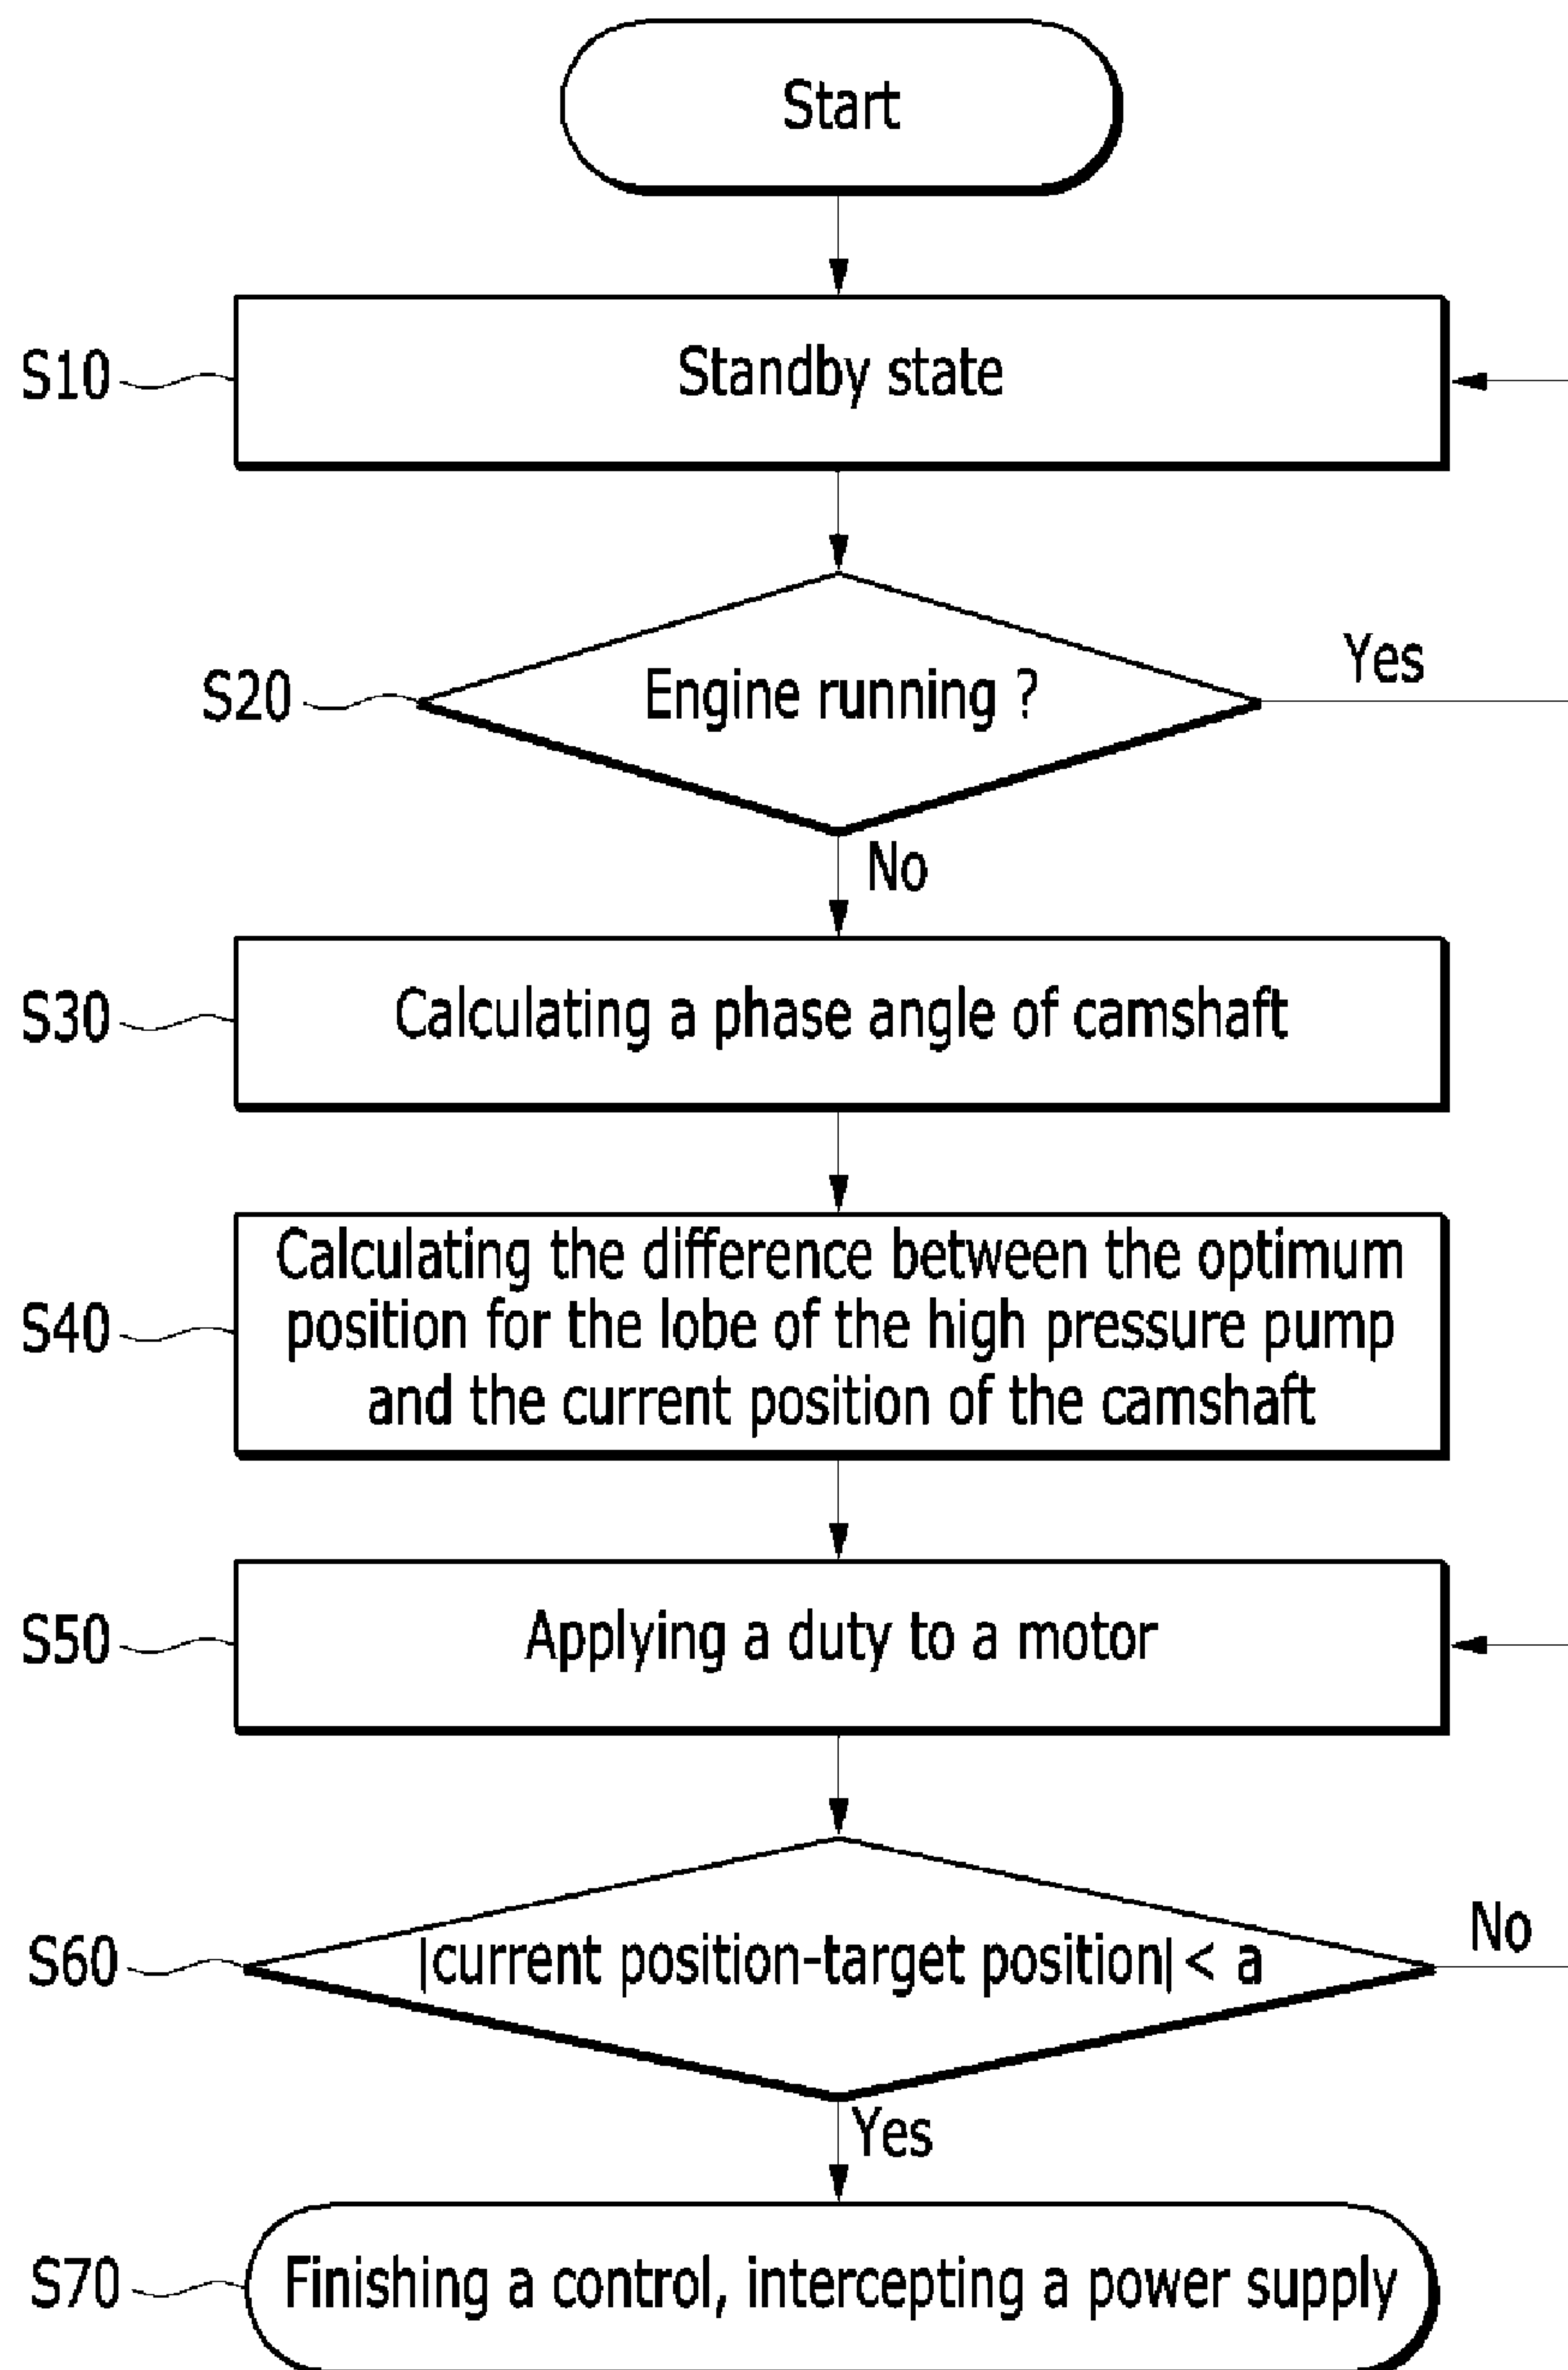 Start
S10
Standby state
S20
Engine running ?
Yes
No
S30
Calculating a phase angle of camshaft
S40
Calculating the difference between the optimum
position for the lobe of the high pressure pump
and the current position of the camshaft
S50
Applying a duty to a motor
S60
|current position-target position|< a
No
Yes
S70
Finishing a control, intercepting a power supply